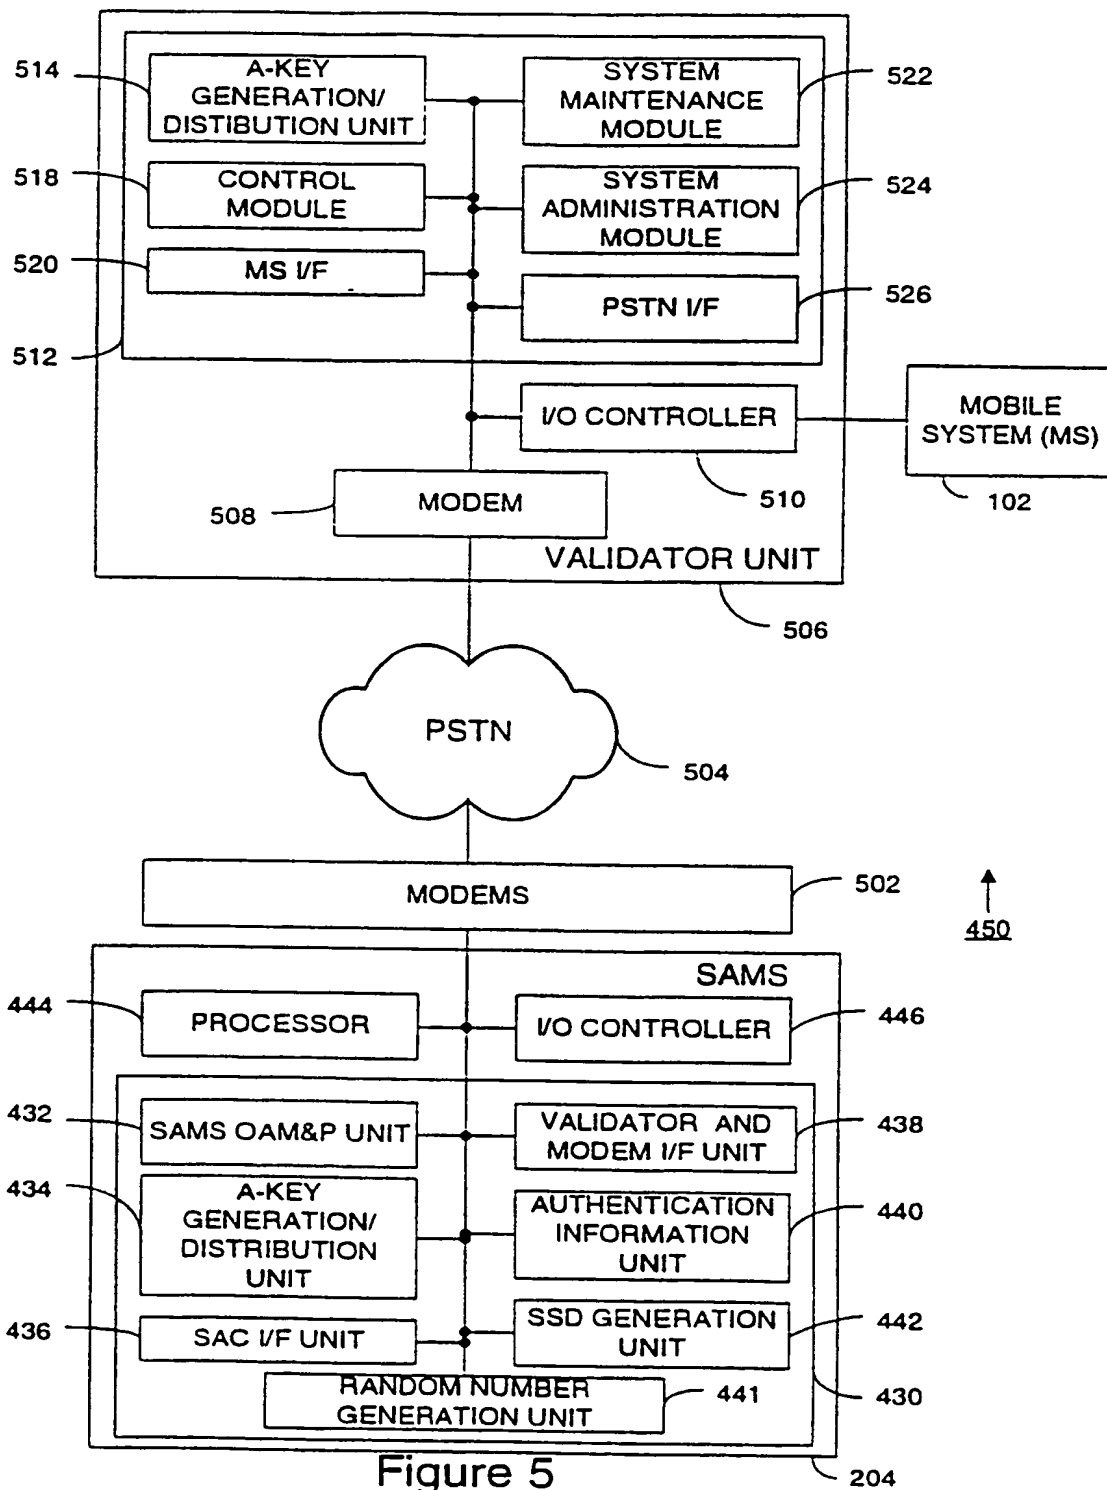 514
A-KEY
GENERATION/
DISTIBUTION UNIT
SYSTEM
MAINTENANCE
MODULE
522
518
CONTROL
MODULE
SYSTEM
ADMINISTRATION
MODULE
524
520
MS I/F
PSTN I/F
526
512
I/O CONTROLLER
510
MOBILE
SYSTEM (MS)
102
508
MODEM
VALIDATOR UNIT
506
PSTN
504
MODEMS
502
450
SAMS
444
PROCESSOR
I/O CONTROLLER
446
432
SAMS OAM&P UNIT
VALIDATOR AND
MODEM I/F UNIT
438
434
A-KEY
GENERATION/
DISTRIBUTION
UNIT
AUTHENTICATION
INFORMATION
UNIT
440
436
SAC I/F UNIT
SSD GENERATION
UNIT
442
RANDOM NUMBER
GENERATION UNIT
441
430
204
Figure 5